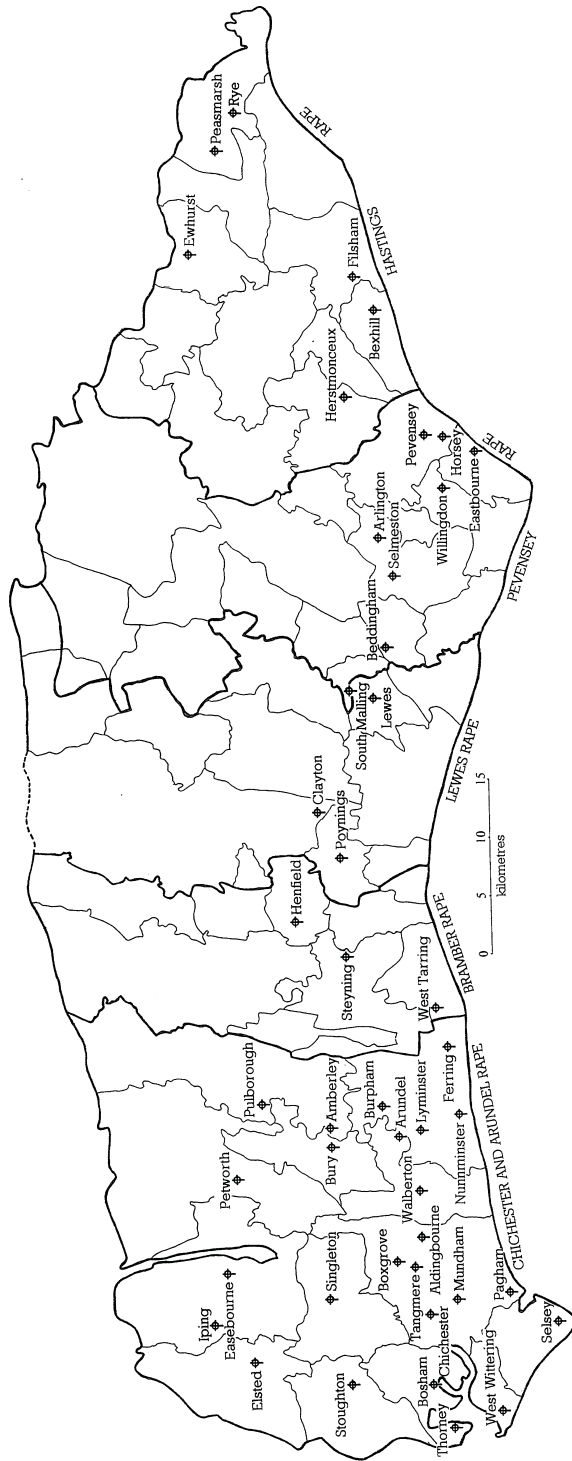 Peasmarsh
Rye
RAPE
Ewhurst
Filsham
HASTINGS
Bexhill
Herstmonceux
Pevensey
Horsey
RAPE
Eastbourne
Willingdon
Arlington
Selmeston
PEVENSEY
Beddingham
South Malling
Lewes
LEWES RAPE
Clayton
Poynings
15
10
5
0
kilometres
Henfield
Steyning
BRAMBER RAPE
West Tarring
Pulborough
Amberley
Bury
Burpham
Arundel
Lyminster
Ferring
Petworth
Walberton
Nunnminster
CHICHESTER AND ARUNDEL RAPE
Singleton
Boxgrove
Tangmere
Aldingbourne
Mundham
Pagham
Iping
Easebourne
Elsted
Stoughton
Bosham
Chichester
Thorney
West Wittering
Selsey